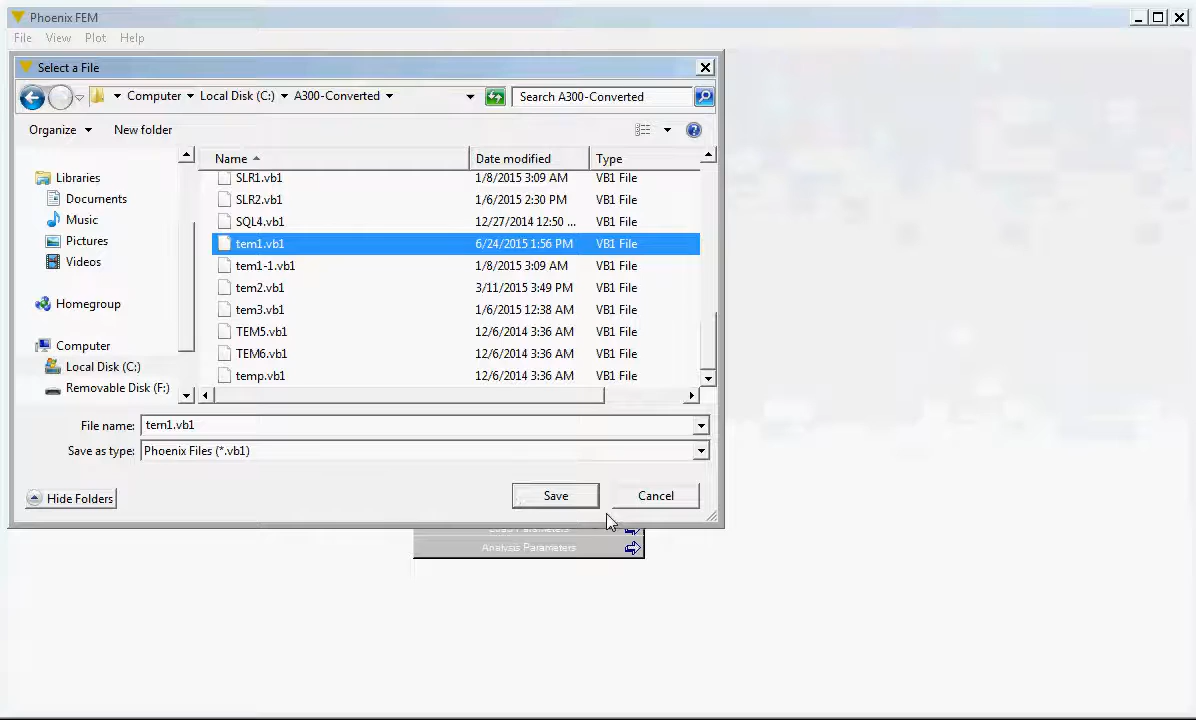 Phoenix FEM
File View Plot Help
Select a File
Computer Local Disk (C:) A300-Converted Search A300-Converted
Organize New folder
Name Date modified Type
SLR1.vb1 1/8/2015 3:09 AM VB1 File
SLR2.vb1 1/6/2015 2:30 PM VB1 File
SQL4.vb1 12/27/2014 12:50 ... VB1 File
tem1.vb1 6/24/2015 1:56 PM VB1 File
tem1-1.vb1 1/8/2015 3:09 AM VB1 File
tem2.vb1 3/11/2015 3:49 PM VB1 File
tem3.vb1 1/6/2015 12:38 AM VB1 File
TEM5.vb1 12/6/2014 3:36 AM VB1 File
TEM6.vb1 12/6/2014 3:36 AM VB1 File
temp.vb1 12/6/2014 3:36 AM VB1 File
Libraries
Documents
Music
Pictures
Videos
Homegroup
Computer
Local Disk (C:)
Removable Disk (F:)
File name: tem1.vb1
Save as type: Phoenix Files (*.vb1)
Hide Folders Save Cancel
Analysis Parameters